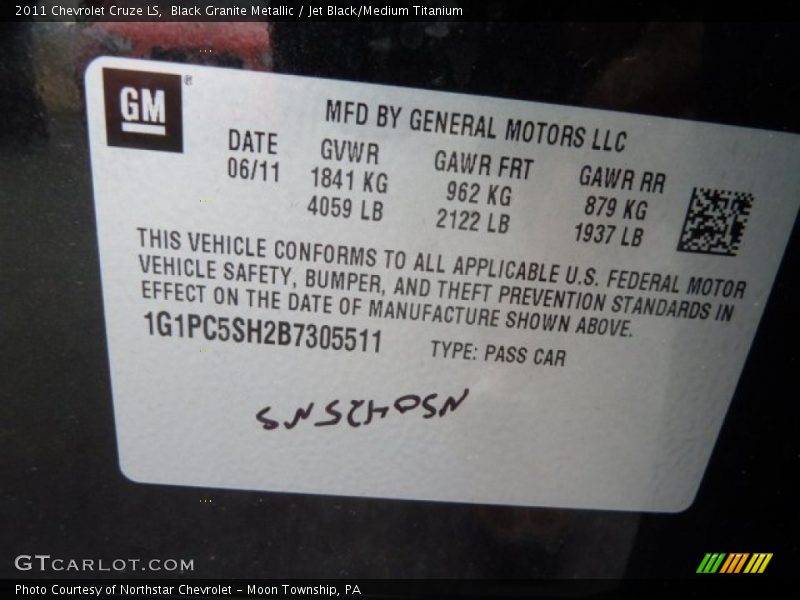 2011 Chevrolet Cruze LS, Black Granite Metallic / Jet Black/Medium Titanium
GM ®
MFD BY GENERAL MOTORS LLC
DATE GVWR GAWR FRT GAWR RR
06/11 1841 KG 962 KG 879 KG
4059 LB 2122 LB 1937 LB
THIS VEHICLE CONFORMS TO ALL APPLICABLE U.S. FEDERAL MOTOR
VEHICLE SAFETY, BUMPER, AND THEFT PREVENTION STANDARDS IN
EFFECT ON THE DATE OF MANUFACTURE SHOWN ABOVE.
1G1PC5SH2B7305511 TYPE: PASS CAR
GTCARLOT.COM
Photo Courtesy of Northstar Chevrolet - Moon Township, PA